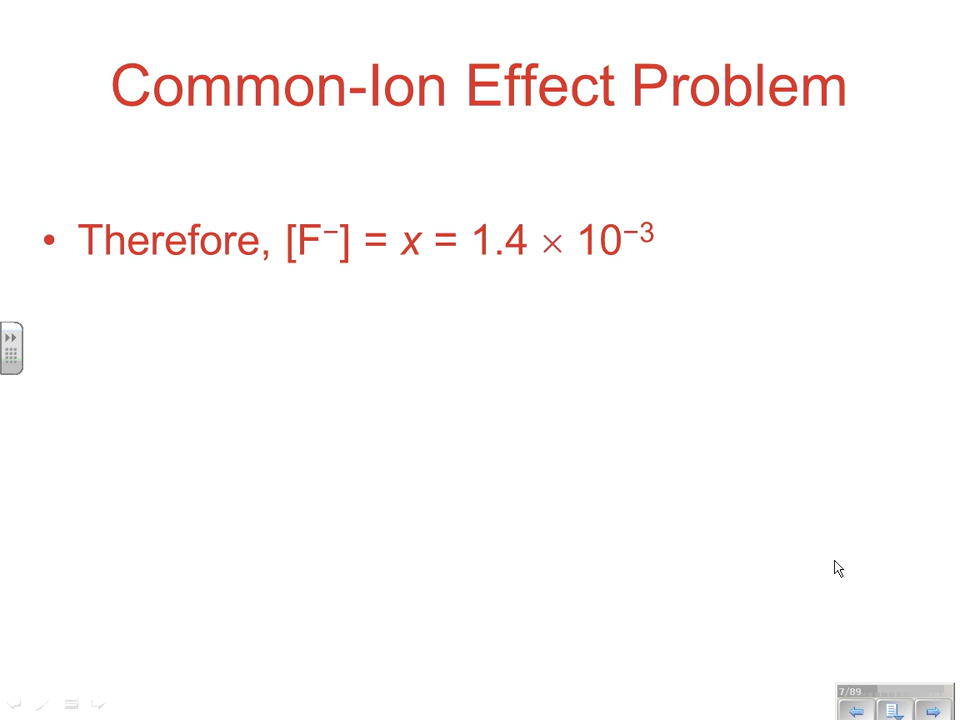 Common-Ion Effect Problem
• Therefore, [F⁻] = x = 1.4 × 10⁻³
7/89